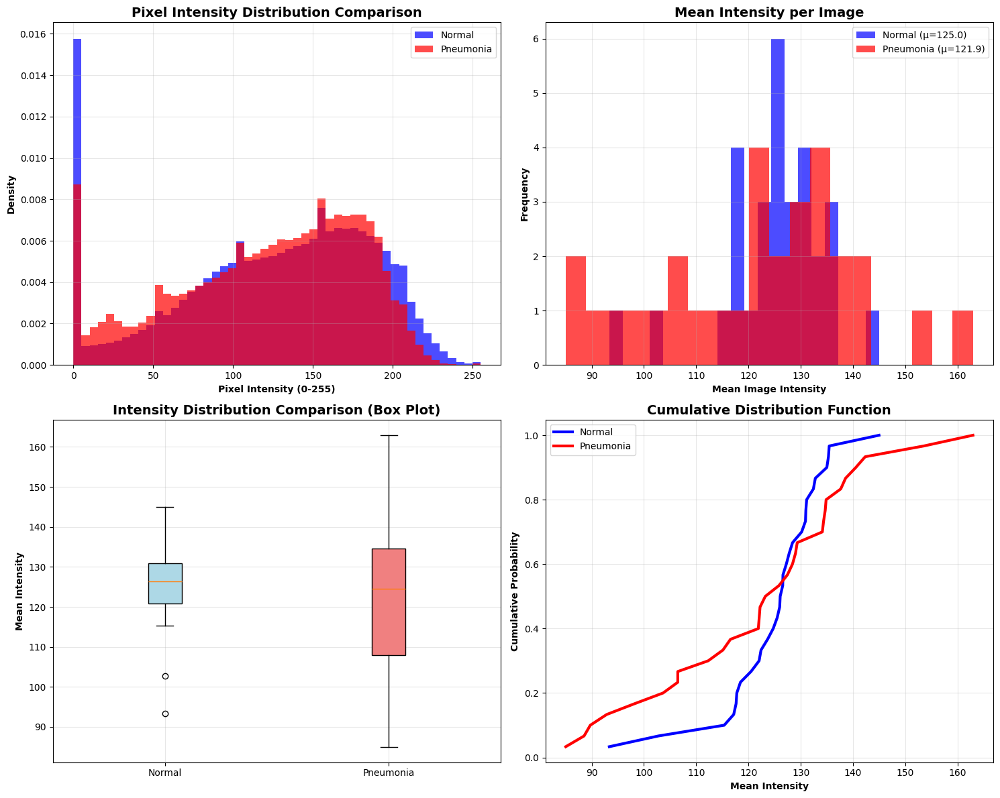 Pixel Intensity Distribution Comparison
Normal
Pneumonia
0.016
0.014
0.012
0.010
0.008
0.006
0.004
0.002
0.000
Density
0
50
100
150
200
250
Pixel Intensity (0-255)
Mean Intensity per Image
Normal (μ=125.0)
Pneumonia (μ=121.9)
6
5
4
3
2
1
0
Frequency
90
100
110
120
130
140
150
160
Mean Image Intensity
Intensity Distribution Comparison (Box Plot)
160
150
140
130
120
110
100
90
Mean Intensity
Normal
Pneumonia
Cumulative Distribution Function
Normal
Pneumonia
1.0
0.8
0.6
0.4
0.2
0.0
Cumulative Probability
90
100
110
120
130
140
150
160
Mean Intensity